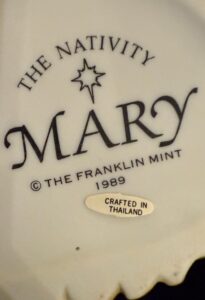 THE NATIVITY
MARY
© THE FRANKLIN MINT
1989
CRAFTED IN
THAILAND